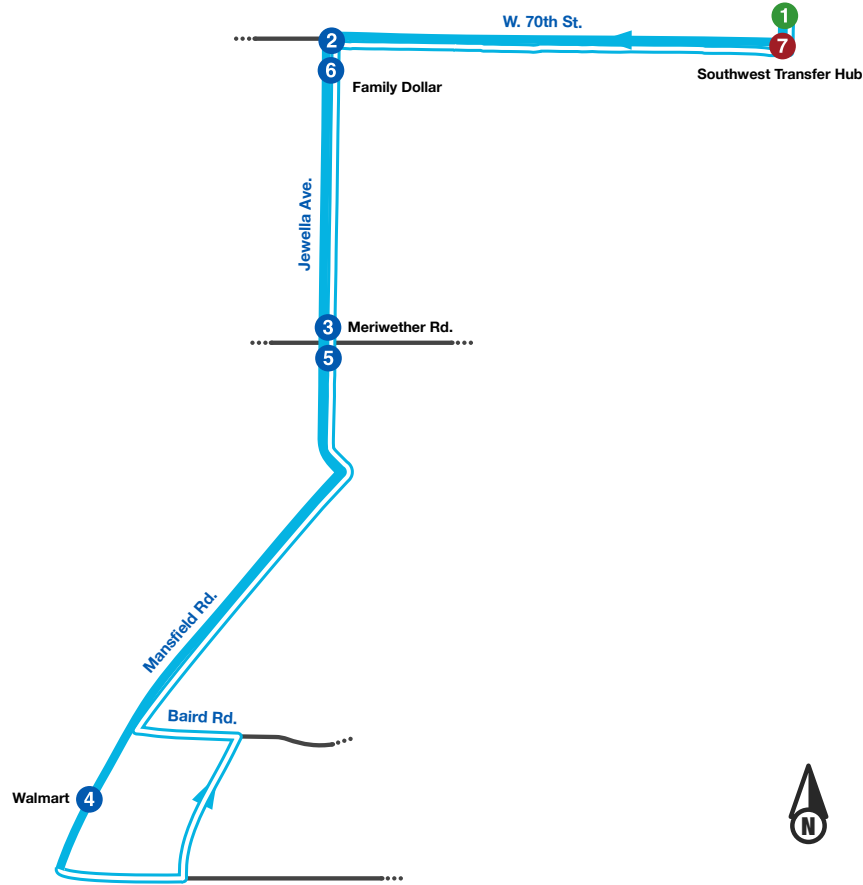 W. 70th St.
1
2
7
6
Southwest Transfer Hub
Family Dollar
Jewella Ave.
3
Meriwether Rd.
5
Mansfield Rd.
Baird Rd.
Walmart
4
N